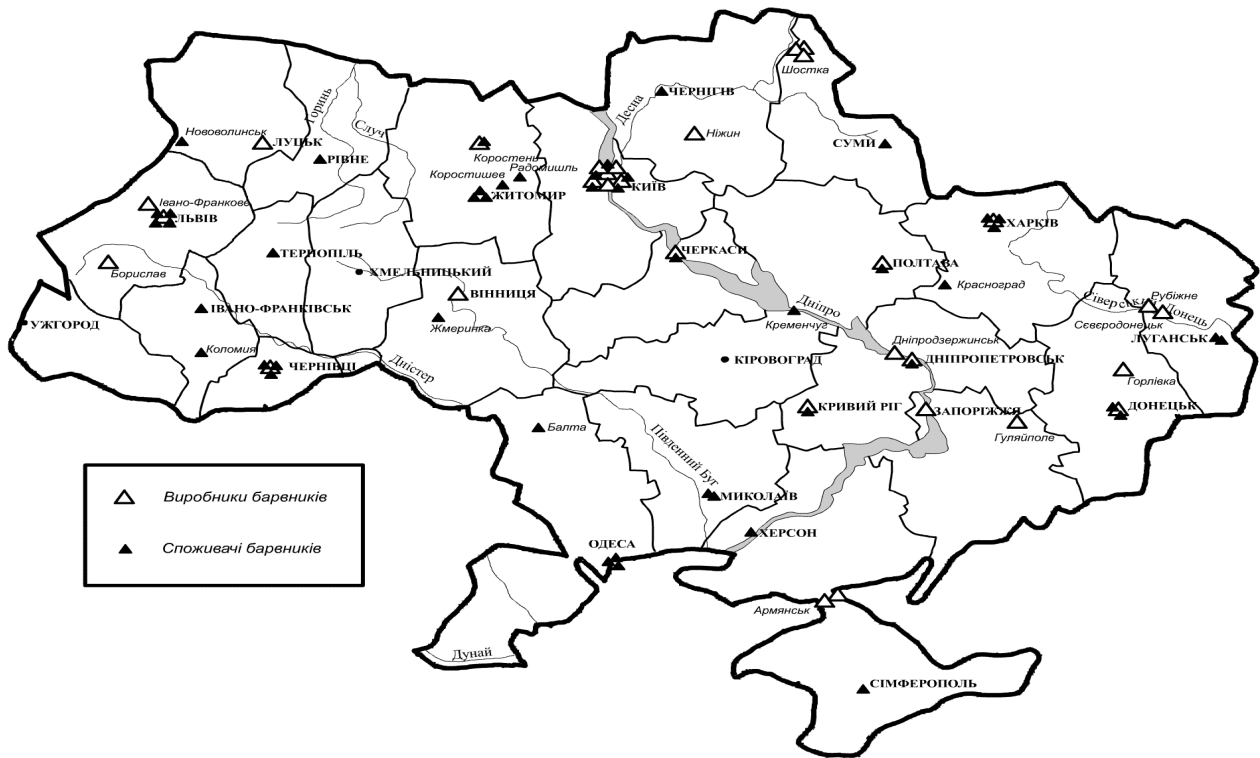 Шостка
Десна
ЧЕРНІГІВ
Горинь
Случ
Нововолинськ
ЛУЦЬК
Ніжин
СУМИ
РІВНЕ
Коростень
Радомишль
Коростишев
КИЇВ
ЖИТОМИР
Івано-Франкове
ЛЬВІВ
ХАРКІВ
ЧЕРКАСИ
ТЕРНОПІЛЬ
ПОЛТАВА
Борислав
ХМЕЛЬНИЦЬКИЙ
Красноград
ВІННИЦЯ
Сіверський
Рубіжне
Донець
ІВАНО-ФРАНКІВСЬК
Дніпро
Сєвєродонецьк
УЖГОРОД
Жмеринка
Кременчуг
ЛУГАНСЬК
Дніпродзержинськ
Коломия
КІРОВОГРАД
ДНІПРОПЕТРОВСЬК
ЧЕРНІВЦІ
Дністер
Горлівка
КРИВИЙ РІГ
ЗАПОРІЖЖЯ
ДОНЕЦЬК
Балта
Гуляйполе
Південний Буг
Виробники барвників
МИКОЛАЇВ
ХЕРСОН
Споживачі барвників
ОДЕСА
Армянськ
Дунай
СІМФЕРОПОЛЬ